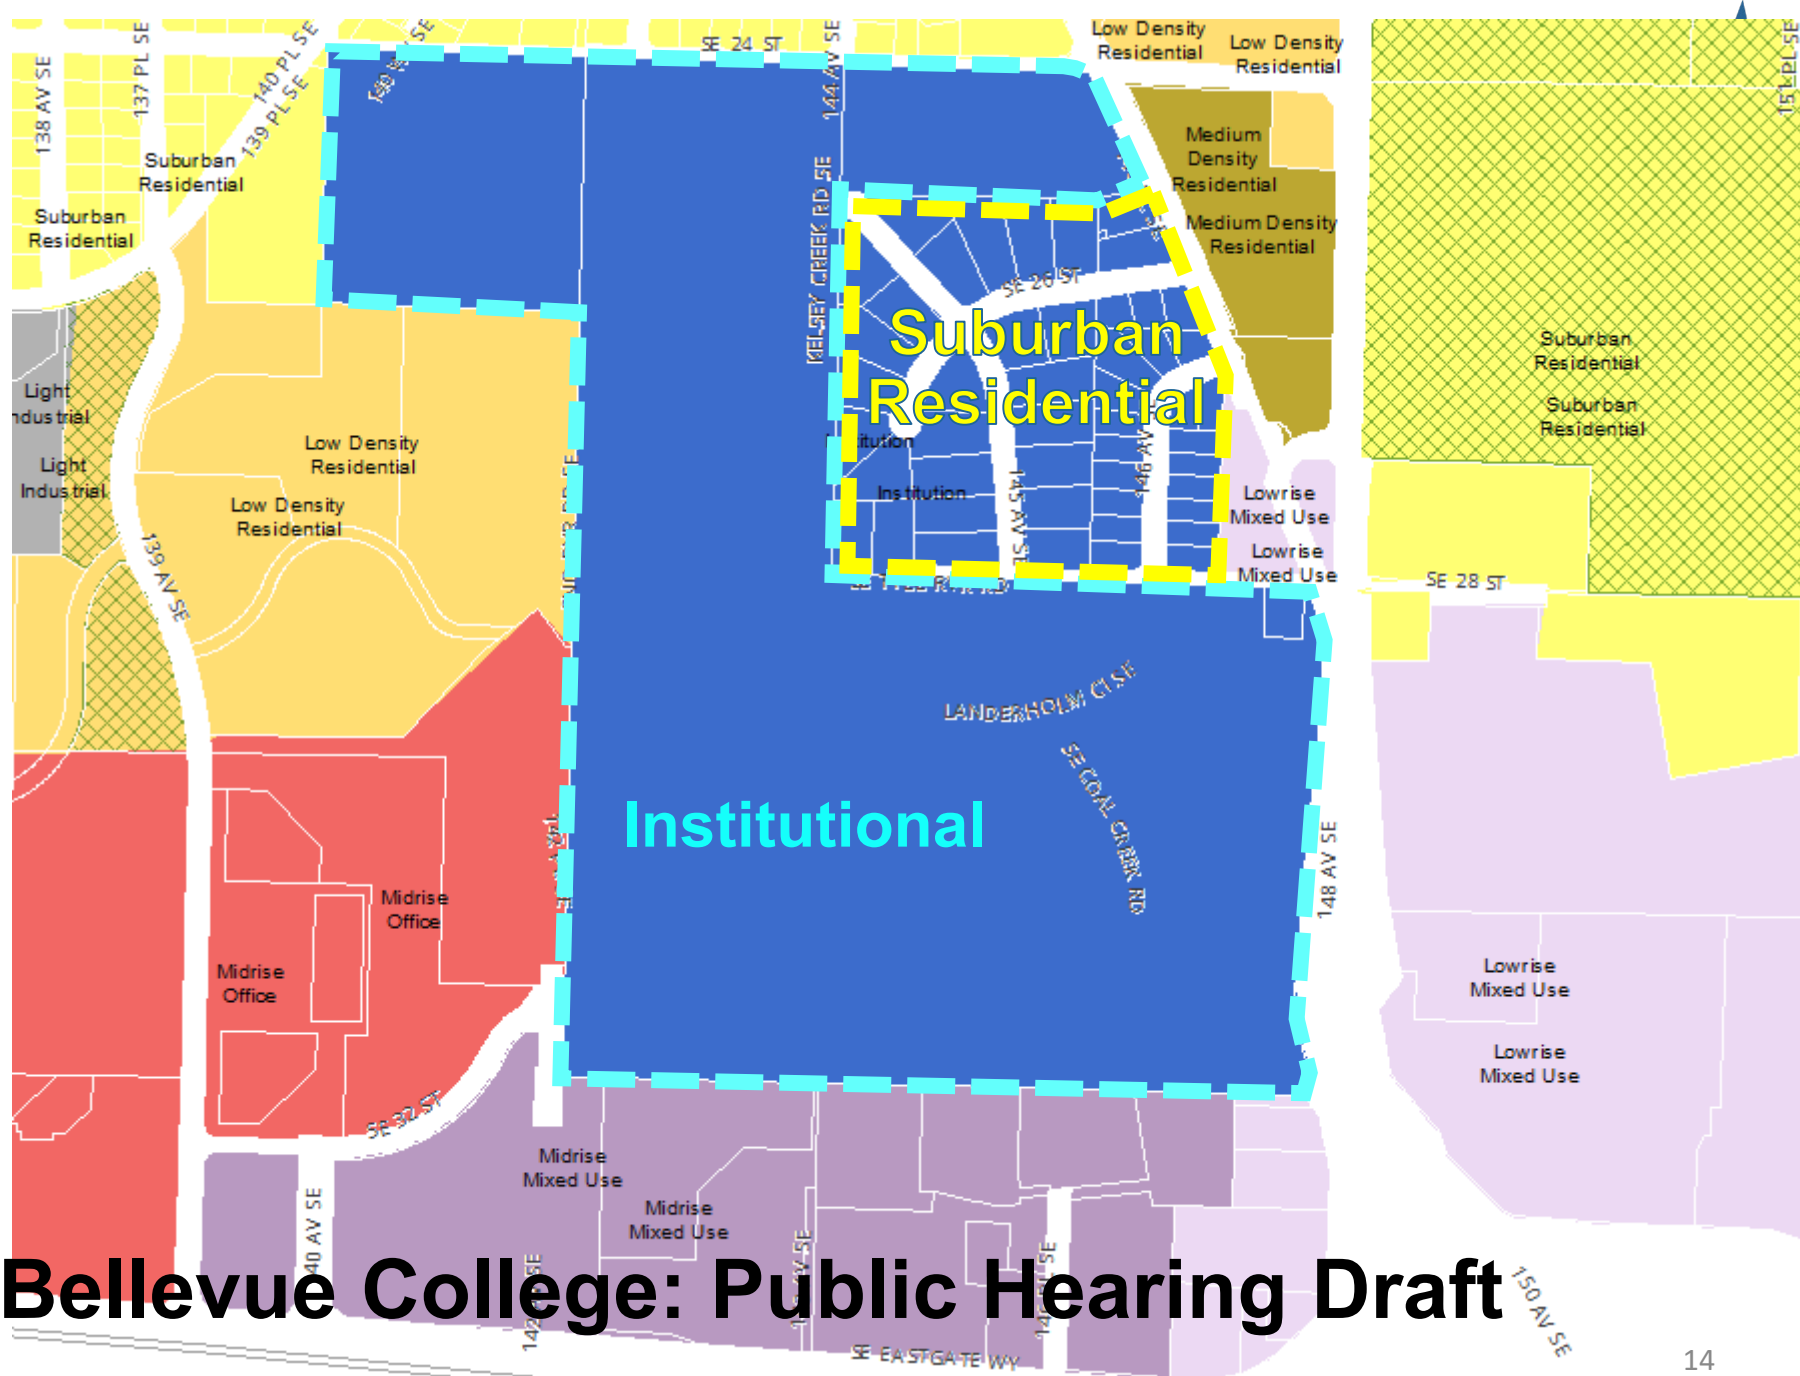 SE 24 ST
144 AV SE
Low Density
Residential
Low Density
Residential
138 AV SE
137 PL SE
140 PL SE
139 PL SE
151 PL SE
Suburban
Residential
Suburban
Residential
Medium
Density
Residential
Medium Density
Residential
KELSEY CREEK RD SE
SE 26 ST
Suburban
Residential
Suburban
Residential
Suburban
Residential
Light
Industrial
Light
Industrial
Low Density
Residential
Low Density
Residential
Institution
145 AV SE
146 AV
Lowrise
Mixed Use
Lowrise
Mixed Use
139 AV SE
SE 28 ST
LANDERHOLM CI SE
SE COAL CREEK RD
Institutional
148 AV SE
Midrise
Office
Midrise
Office
Lowrise
Mixed Use
Lowrise
Mixed Use
SE 32 ST
Midrise
Mixed Use
Midrise
Mixed Use
40 AV SE
Bellevue College: Public Hearing Draft
150 AV SE
SE EASTGATE WY
14